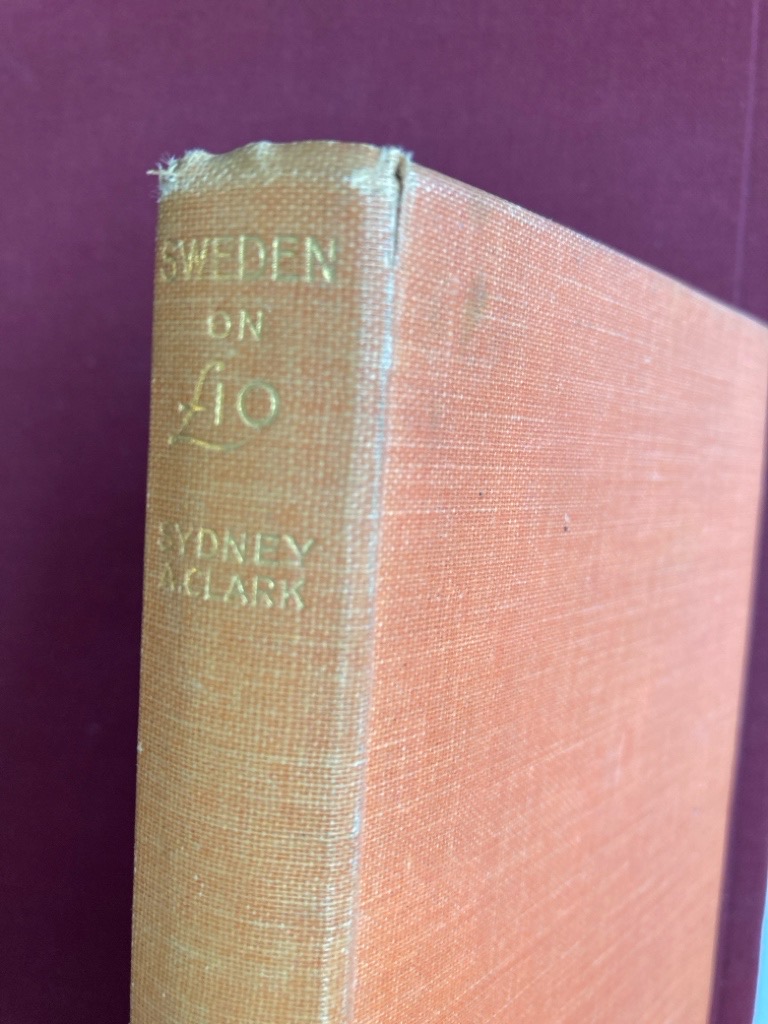 SWEDEN
ON
£10
SYDNEY
A. CLARK